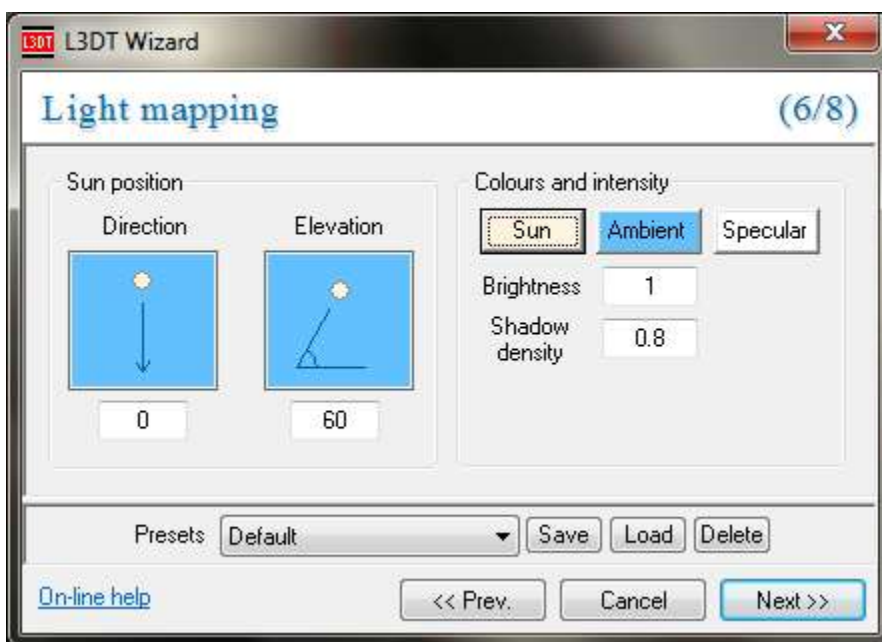 L3DT L3DT Wizard
Light mapping (6/8)
Sun position
Direction Elevation
0 60
Colours and intensity
Sun Ambient Specular
Brightness 1
Shadow
density 0.8
Presets Default Save Load Delete
On-line help << Prev. Cancel Next >>